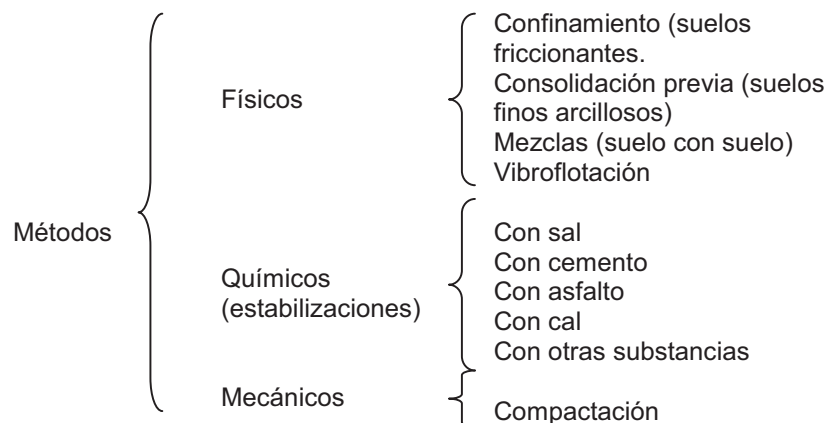 Métodos
Físicos
Confinamiento (suelos
friccionantes.
Consolidación previa (suelos
finos arcillosos)
Mezclas (suelo con suelo)
Vibroflotación
Químicos
(estabilizaciones)
Con sal
Con cemento
Con asfalto
Con cal
Con otras substancias
Mecánicos
Compactación